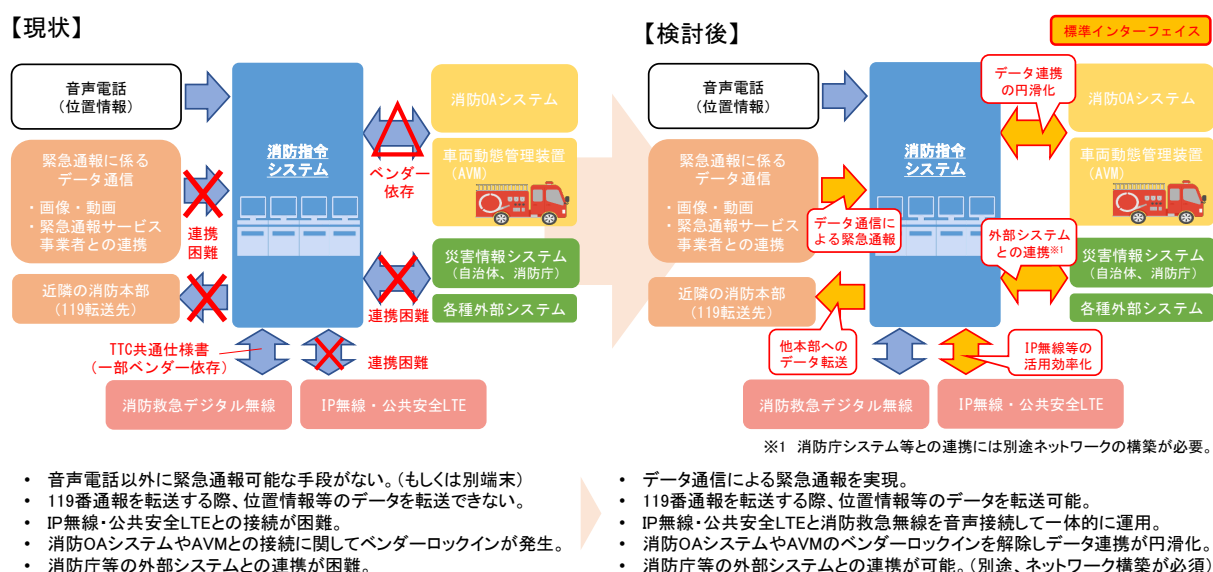 【現状】
音声電話
(位置情報)
緊急通報に係る
データ通信
・画像・動画
・緊急通報サービス
事業者との連携
近隣の消防本部
(119転送先)
連携
困難
消防指令
システム
ベンダー
依存
消防OAシステム
車両動態管理装置
(AVM)
災害情報システム
(自治体、消防庁)
各種外部システム
連携困難
TTC共通仕様書
(一部ベンダー依存)
連携困難
消防救急デジタル無線
IP無線・公共安全LTE
・ 音声電話以外に緊急通報可能な手段がない。(もしくは別端末)
・ 119番通報を転送する際、位置情報等のデータを転送できない。
・ IP無線・公共安全LTEとの接続が困難。
・ 消防OAシステムやAVMとの接続に関してベンダーロックインが発生。
・ 消防庁等の外部システムとの連携が困難。
【検討後】
標準インターフェイス
音声電話
(位置情報)
緊急通報に係る
データ通信
・画像・動画
・緊急通報サービス
事業者との連携
データ通信に
よる緊急通報
近隣の消防本部
(119転送先)
消防指令
システム
データ連携
の円滑化
消防OAシステム
車両動態管理装置
(AVM)
外部システム
との連携※1
災害情報システム
(自治体、消防庁)
各種外部システム
他本部への
データ転送
IP無線等の
活用効率化
消防救急デジタル無線
IP無線・公共安全LTE
※1 消防庁システム等との連携には別途ネットワークの構築が必要。
・ データ通信による緊急通報を実現。
・ 119番通報を転送する際、位置情報等のデータを転送可能。
・ IP無線・公共安全LTEと消防救急無線を音声接続して一体的に運用。
・ 消防OAシステムやAVMのベンダーロックインを解除しデータ連携が円滑化。
・ 消防庁等の外部システムとの連携が可能。(別途、ネットワーク構築が必須)